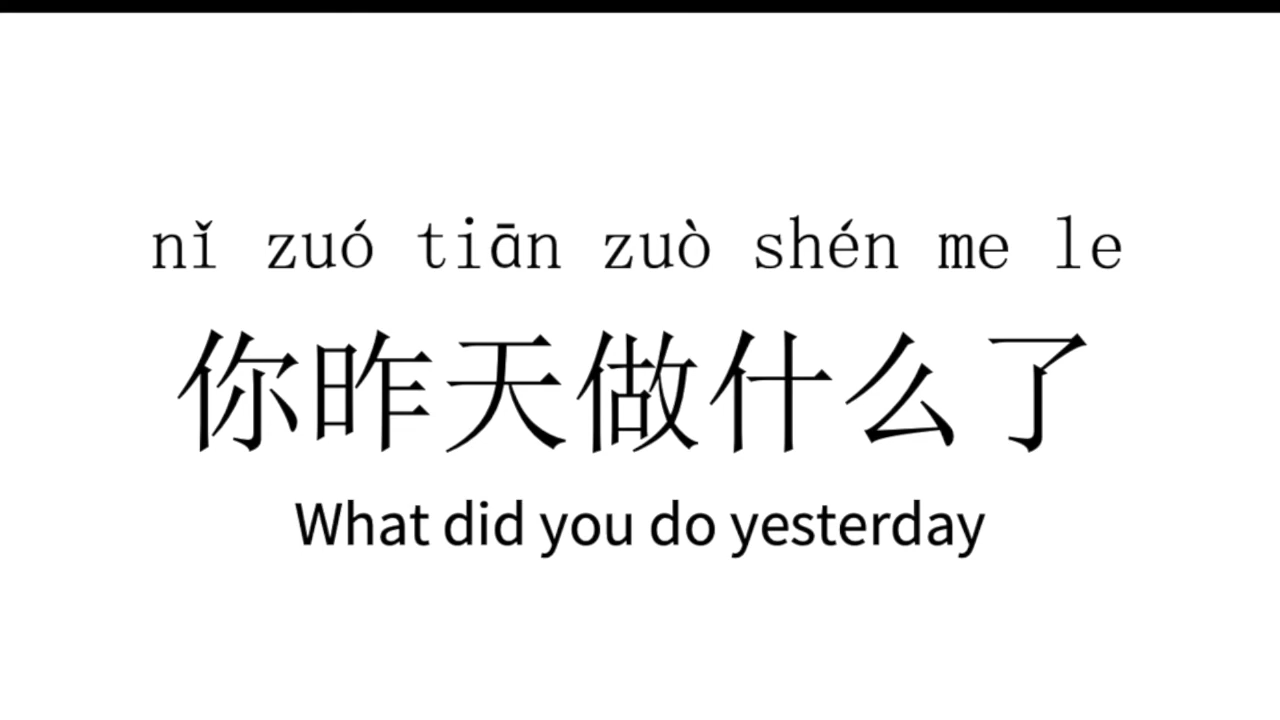 nǐ zuó tiān zuò shén me le
你昨天做什么了
What did you do yesterday